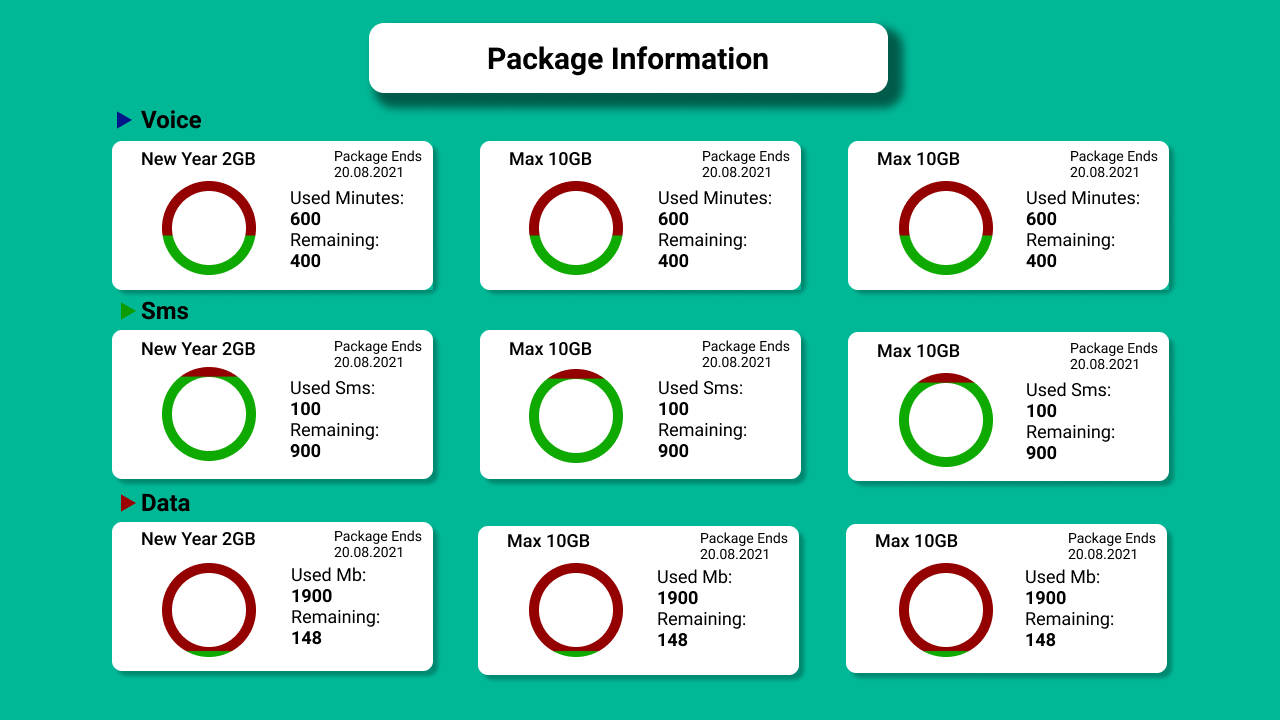 Package Information
Voice
New Year 2GB
Package Ends
20.08.2021
Used Minutes:
600
Remaining:
400
Max 10GB
Package Ends
20.08.2021
Used Minutes:
600
Remaining:
400
Max 10GB
Package Ends
20.08.2021
Used Minutes:
600
Remaining:
400
Sms
New Year 2GB
Package Ends
20.08.2021
Used Sms:
100
Remaining:
900
Max 10GB
Package Ends
20.08.2021
Used Sms:
100
Remaining:
900
Max 10GB
Package Ends
20.08.2021
Used Sms:
100
Remaining:
900
Data
New Year 2GB
Package Ends
20.08.2021
Used Mb:
1900
Remaining:
148
Max 10GB
Package Ends
20.08.2021
Used Mb:
1900
Remaining:
148
Max 10GB
Package Ends
20.08.2021
Used Mb:
1900
Remaining:
148